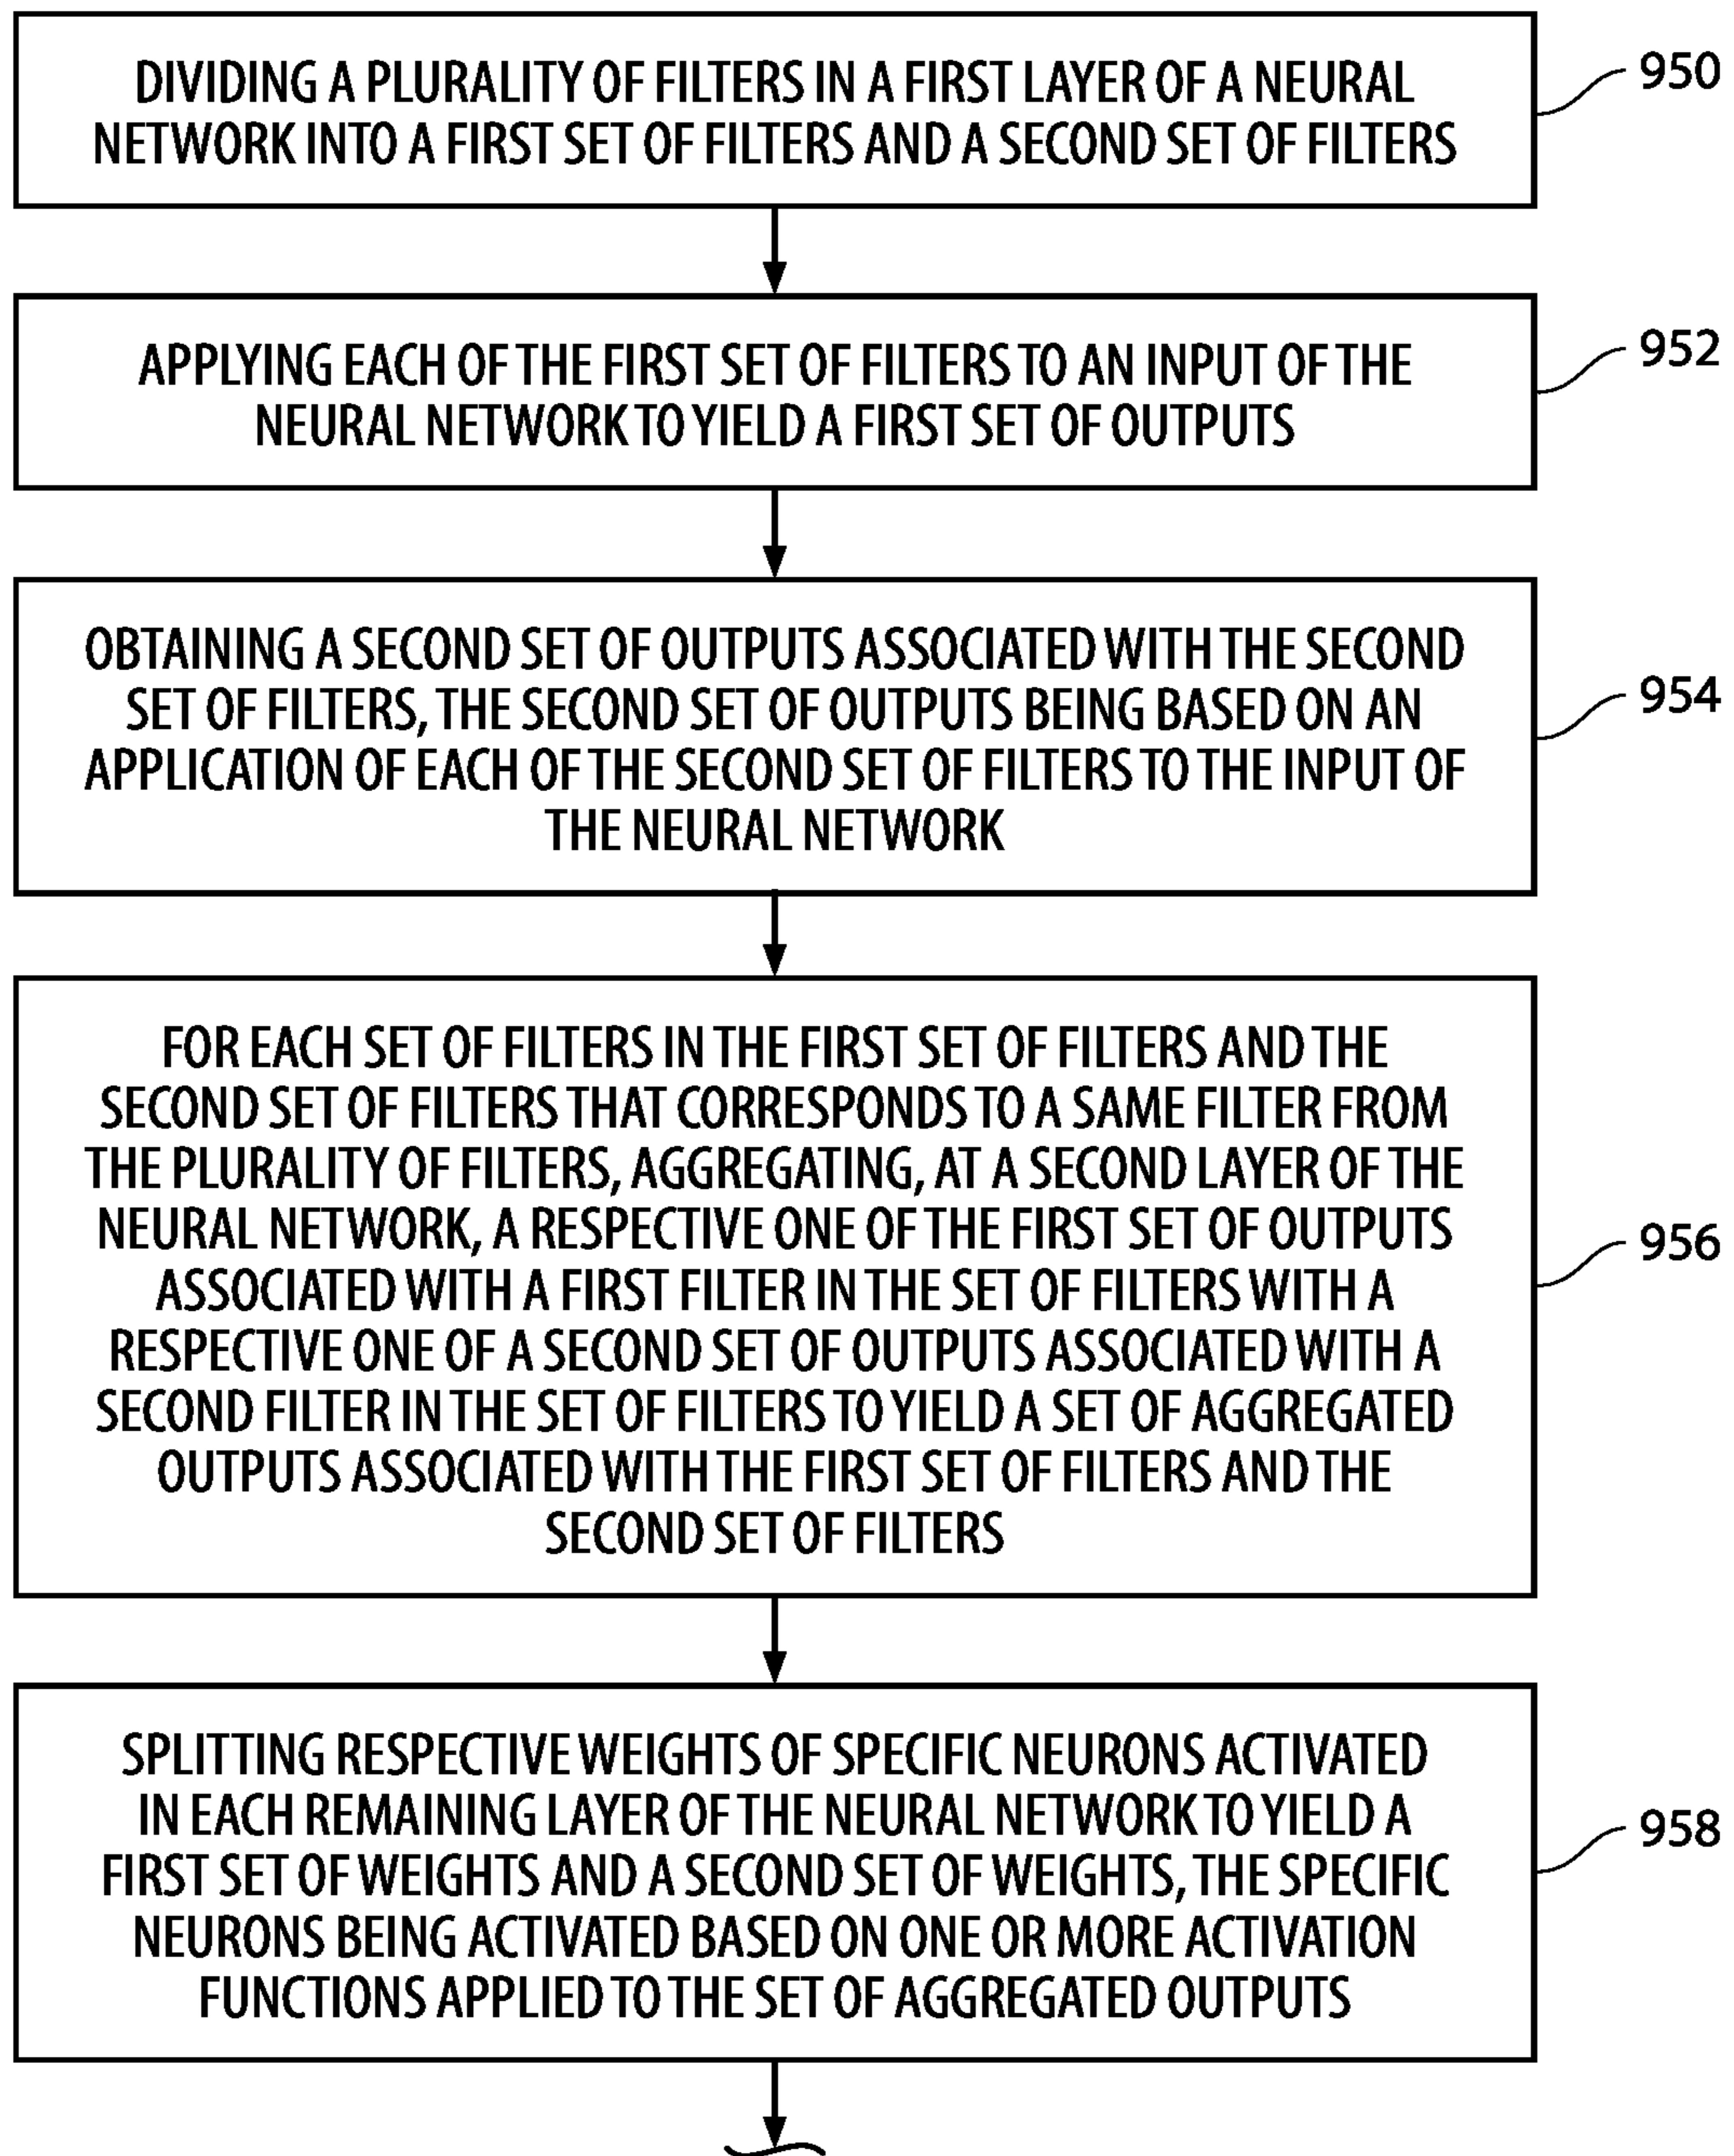 DIVIDING A PLURALITY OF FILTERS IN A FIRST LAYER OF A NEURAL
NETWORK INTO A FIRST SET OF FILTERS AND A SECOND SET OF FILTERS
950
APPLYING EACH OF THE FIRST SET OF FILTERS TO AN INPUT OF THE
NEURAL NETWORK TO YIELD A FIRST SET OF OUTPUTS
952
OBTAINING A SECOND SET OF OUTPUTS ASSOCIATED WITH THE SECOND
SET OF FILTERS, THE SECOND SET OF OUTPUTS BEING BASED ON AN
APPLICATION OF EACH OF THE SECOND SET OF FILTERS TO THE INPUT OF
THE NEURAL NETWORK
954
FOR EACH SET OF FILTERS IN THE FIRST SET OF FILTERS AND THE
SECOND SET OF FILTERS THAT CORRESPONDS TO A SAME FILTER FROM
THE PLURALITY OF FILTERS, AGGREGATING, AT A SECOND LAYER OF THE
NEURAL NETWORK, A RESPECTIVE ONE OF THE FIRST SET OF OUTPUTS
ASSOCIATED WITH A FIRST FILTER IN THE SET OF FILTERS WITH A
RESPECTIVE ONE OF A SECOND SET OF OUTPUTS ASSOCIATED WITH A
SECOND FILTER IN THE SET OF FILTERS TO YIELD A SET OF AGGREGATED
OUTPUTS ASSOCIATED WITH THE FIRST SET OF FILTERS AND THE
SECOND SET OF FILTERS
956
SPLITTING RESPECTIVE WEIGHTS OF SPECIFIC NEURONS ACTIVATED
IN EACH REMAINING LAYER OF THE NEURAL NETWORK TO YIELD A
FIRST SET OF WEIGHTS AND A SECOND SET OF WEIGHTS, THE SPECIFIC
NEURONS BEING ACTIVATED BASED ON ONE OR MORE ACTIVATION
FUNCTIONS APPLIED TO THE SET OF AGGREGATED OUTPUTS
958